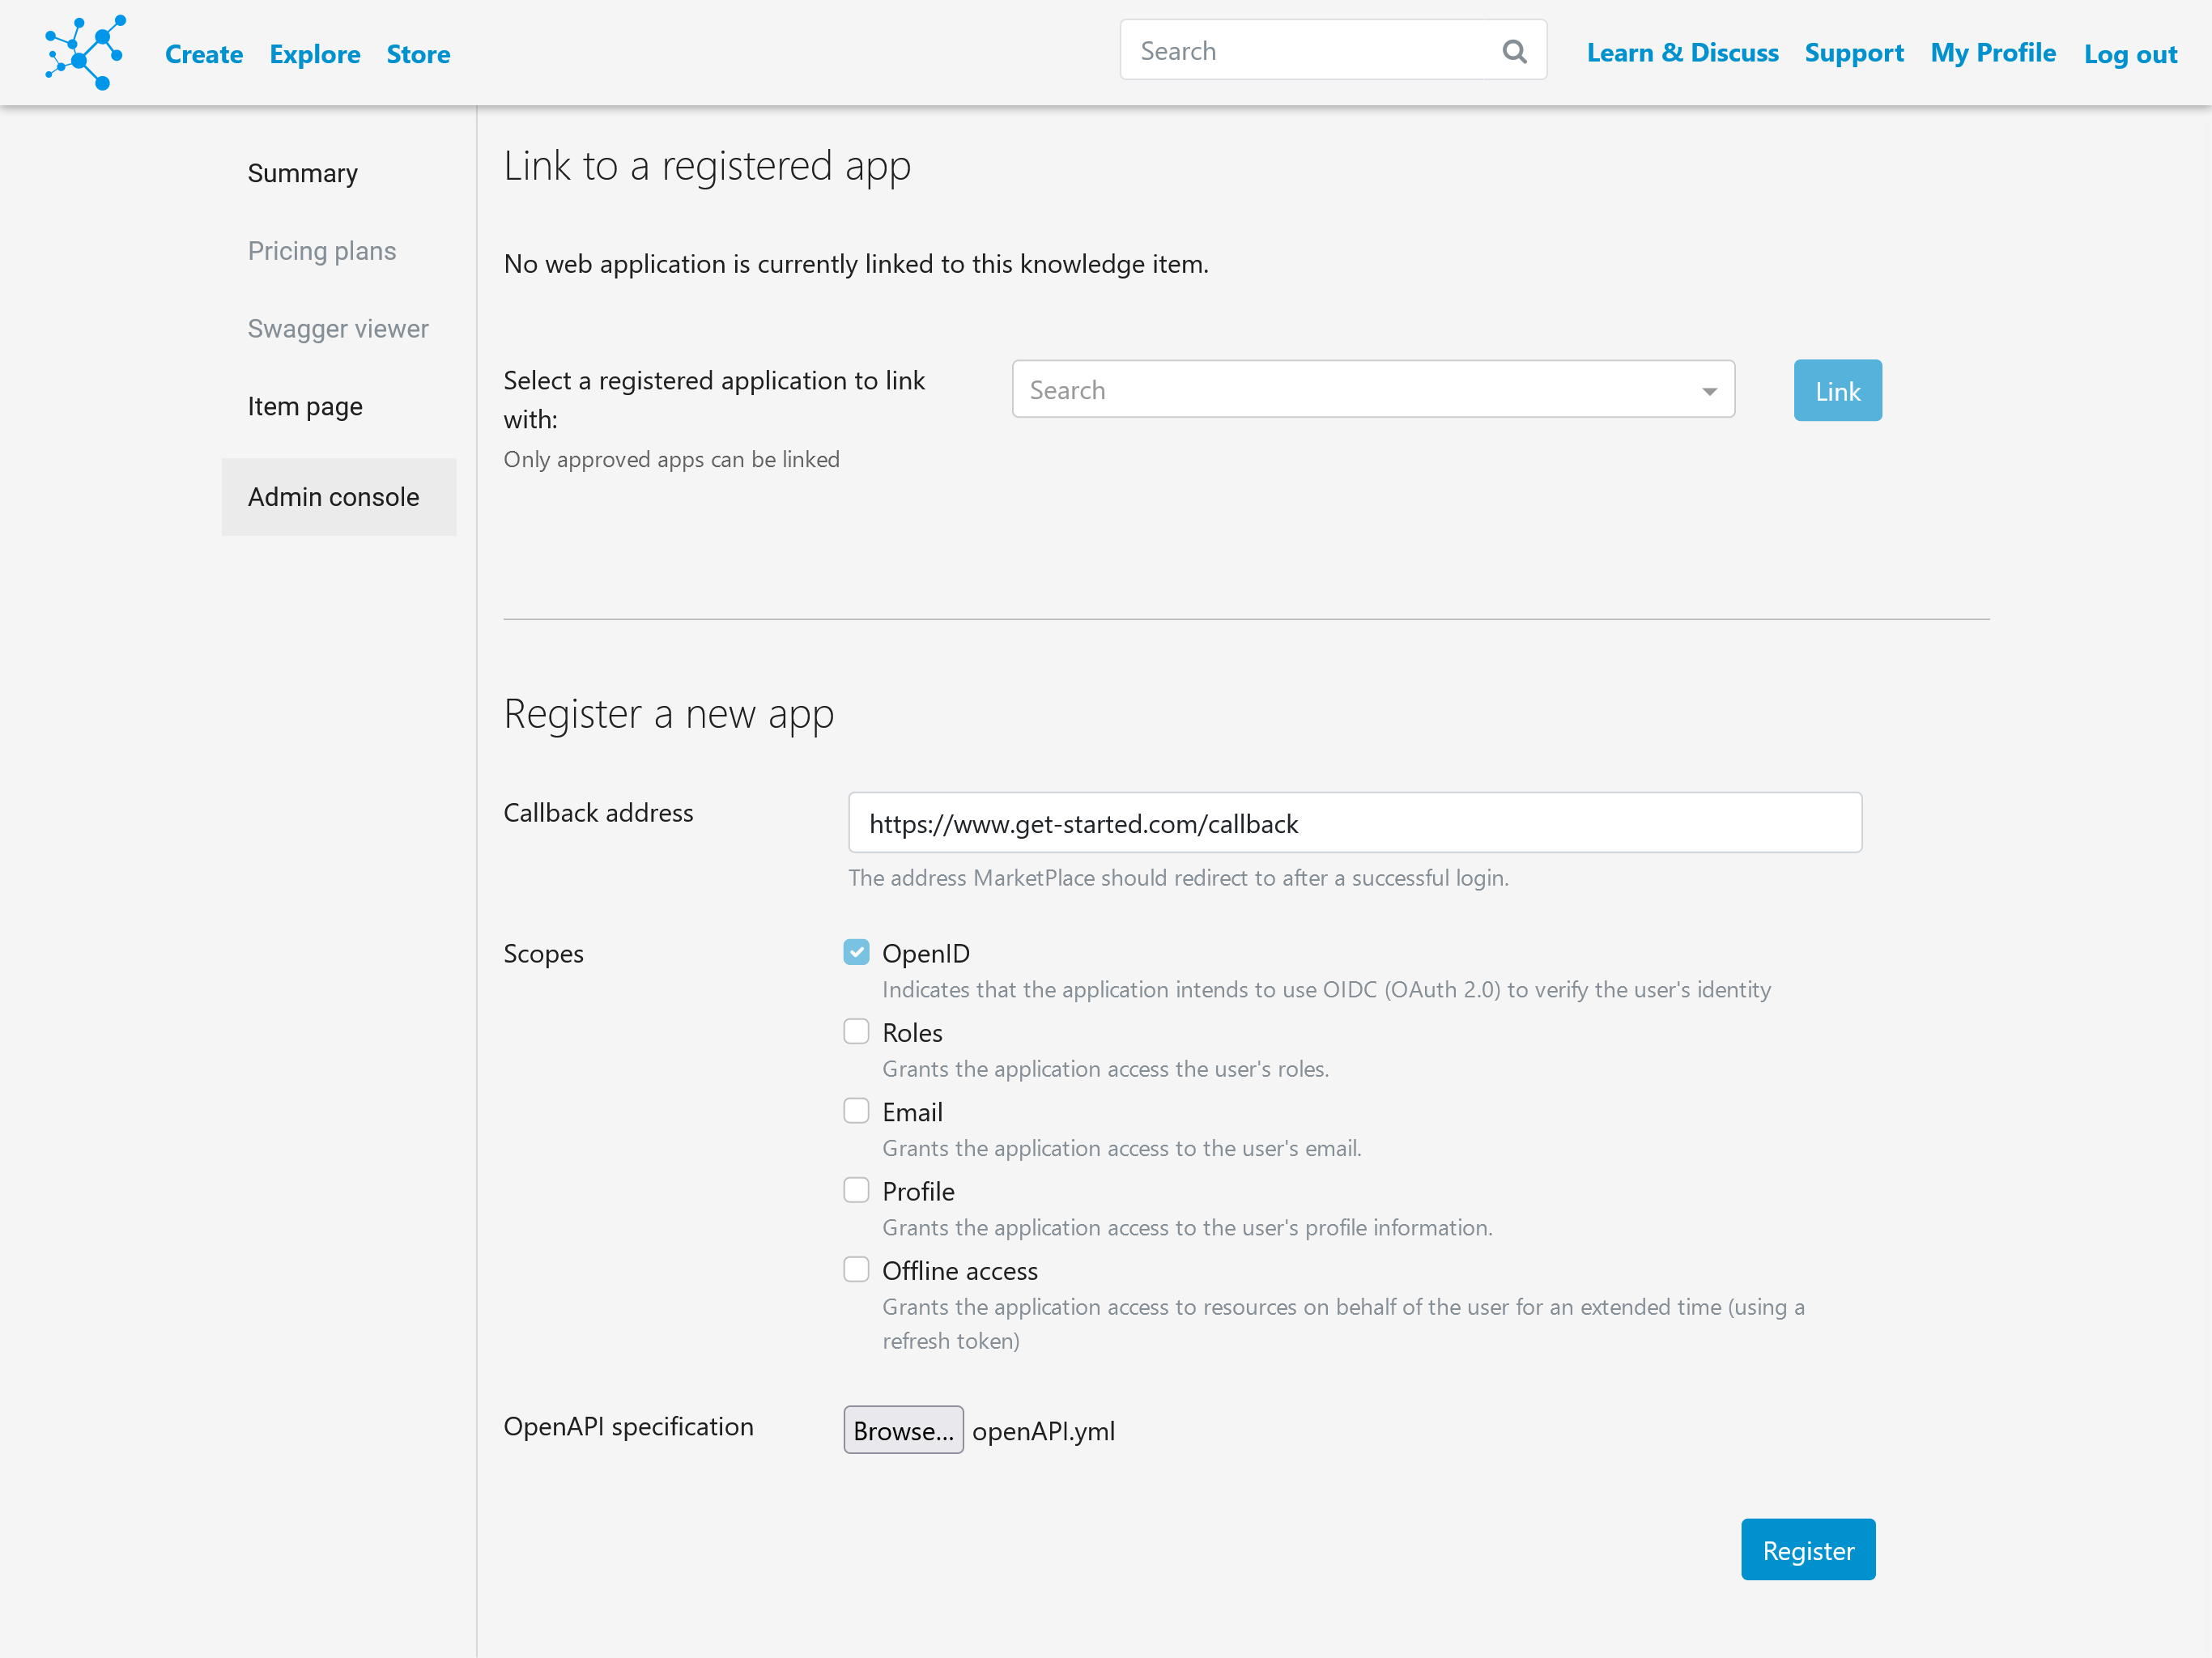 Create Explore Store Search Learn & Discuss Support My Profile Log out
Summary
Pricing plans
Swagger viewer
Item page
Admin console
Link to a registered app
No web application is currently linked to this knowledge item.
Select a registered application to link
with:
Only approved apps can be linked
Search
Link
Register a new app
Callback address
https://www.get-started.com/callback
The address MarketPlace should redirect to after a successful login.
Scopes
OpenID
Indicates that the application intends to use OIDC (OAuth 2.0) to verify the user's identity
Roles
Grants the application access the user's roles.
Email
Grants the application access to the user's email.
Profile
Grants the application access to the user's profile information.
Offline access
Grants the application access to resources on behalf of the user for an extended time (using a
refresh token)
OpenAPI specification
Browse... openAPI.yml
Register